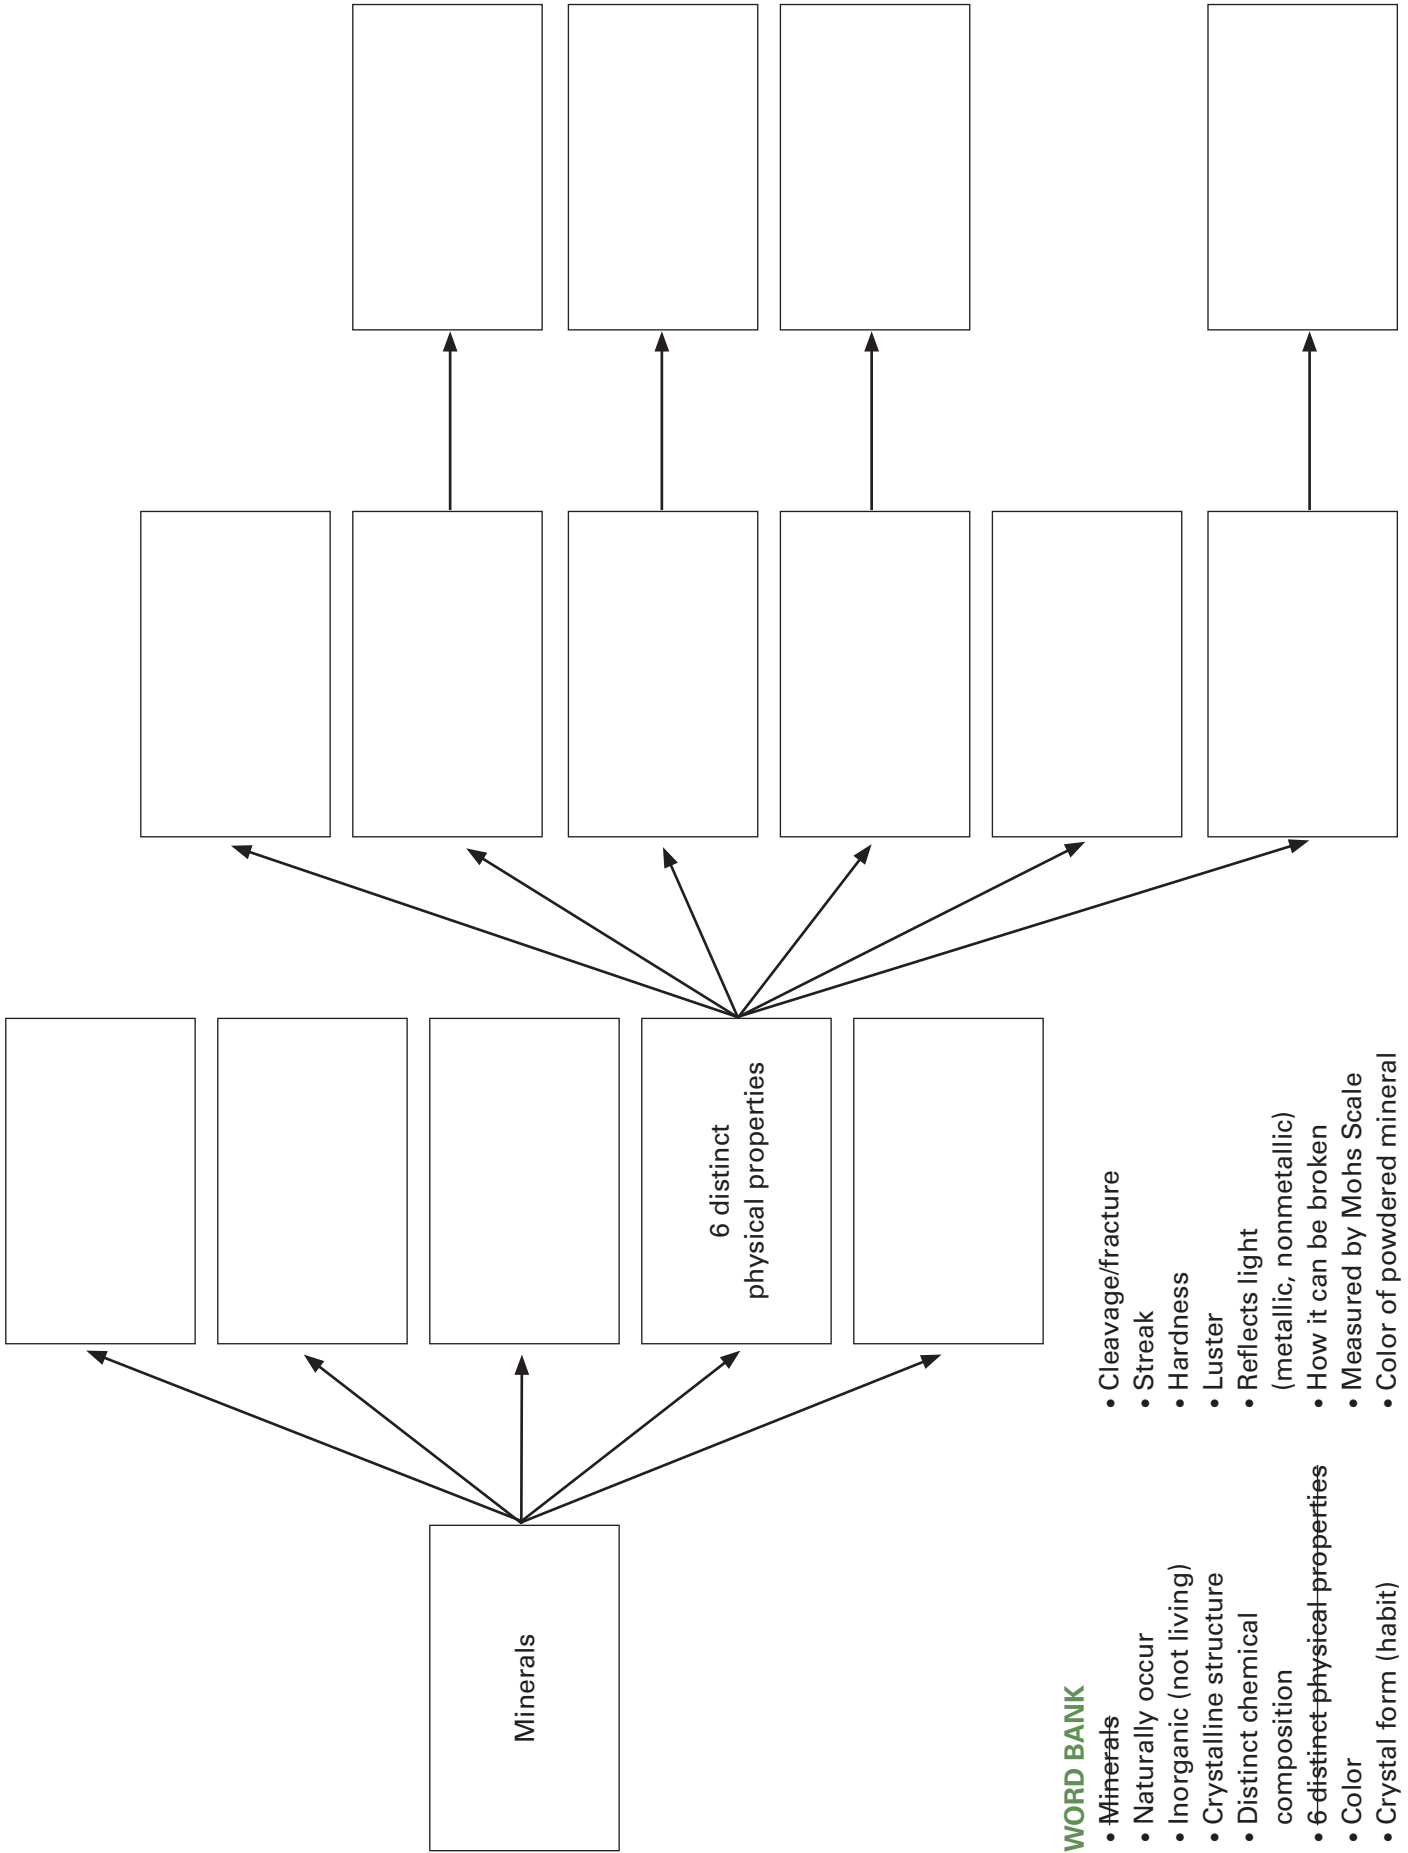 Minerals
6 distinct
physical properties
WORD BANK
• Minerals
• Naturally occur
• Inorganic (not living)
• Crystalline structure
• Distinct chemical
composition
• 6 distinct physical properties
• Color
• Crystal form (habit)
• Cleavage/fracture
• Streak
• Hardness
• Luster
• Reflects light
(metallic, nonmetallic)
• How it can be broken
• Measured by Mohs Scale
• Color of powdered mineral